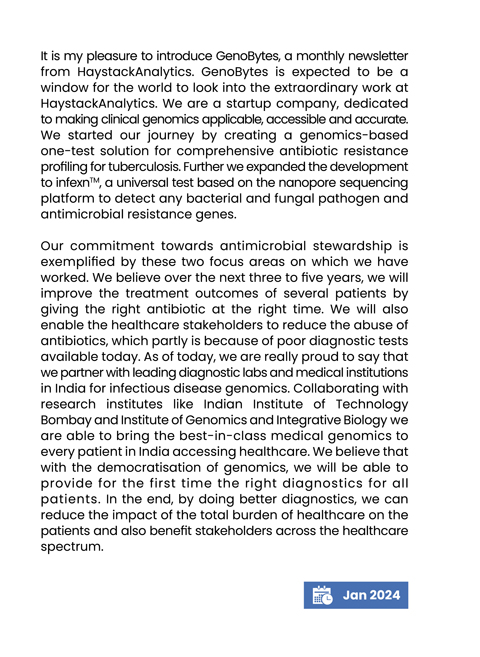 It is my pleasure to introduce GenoBytes, a monthly newsletter
from HaystackAnalytics. GenoBytes is expected to be a
window for the world to look into the extraordinary work at
HaystackAnalytics. We are a startup company, dedicated
to making clinical genomics applicable, accessible and accurate.
We started our journey by creating a genomics-based
one-test solution for comprehensive antibiotic resistance
profiling for tuberculosis. Further we expanded the development
to infexn™, a universal test based on the nanopore sequencing
platform to detect any bacterial and fungal pathogen and
antimicrobial resistance genes.
Our commitment towards antimicrobial stewardship is
exemplified by these two focus areas on which we have
worked. We believe over the next three to five years, we will
improve the treatment outcomes of several patients by
giving the right antibiotic at the right time. We will also
enable the healthcare stakeholders to reduce the abuse of
antibiotics, which partly is because of poor diagnostic tests
available today. As of today, we are really proud to say that
we partner with leading diagnostic labs and medical institutions
in India for infectious disease genomics. Collaborating with
research institutes like Indian Institute of Technology
Bombay and Institute of Genomics and Integrative Biology we
are able to bring the best-in-class medical genomics to
every patient in India accessing healthcare. We believe that
with the democratisation of genomics, we will be able to
provide for the first time the right diagnostics for all
patients. In the end, by doing better diagnostics, we can
reduce the impact of the total burden of healthcare on the
patients and also benefit stakeholders across the healthcare
spectrum.
Jan 2024